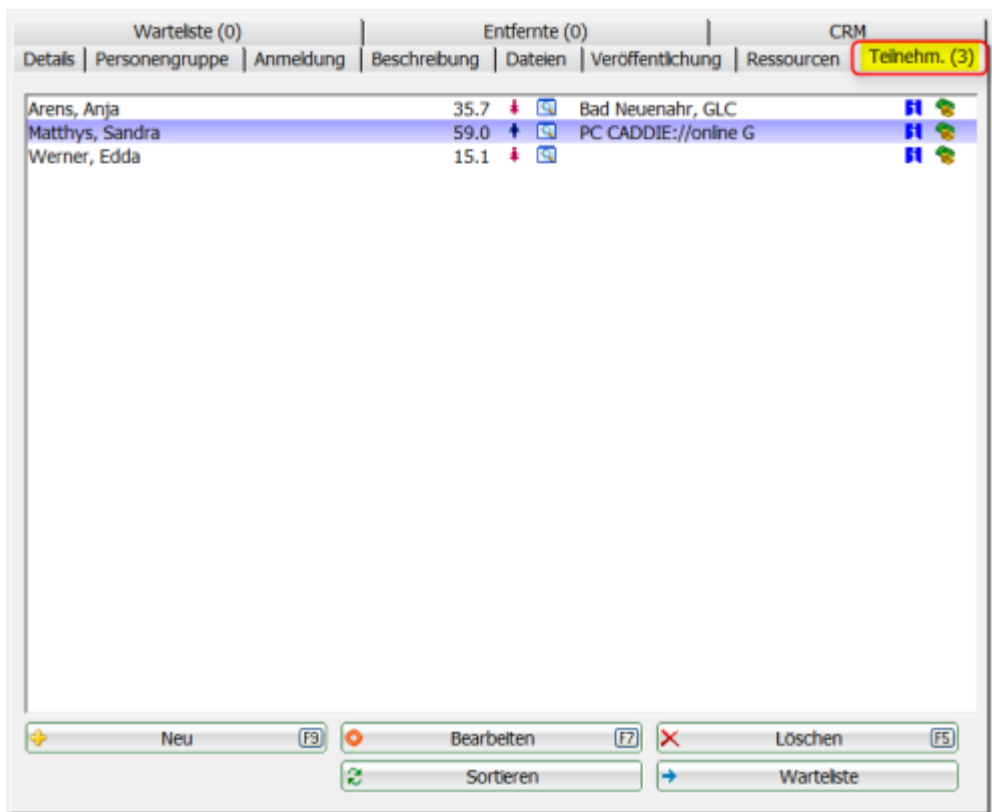 Warteliste (0) Entfernte (0) CRM
Details Personengruppe Anmeldung Beschreibung Dateien Veröffentlichung Ressourcen Teilnehm. (3)
Arens, Anja 35.7 Bad Neuenahr, GLC
Matthys, Sandra 59.0 PC CADDIE://online G
Werner, Edda 15.1
Neu F9 Bearbeiten F7 Löschen F5
Sortieren Warteliste